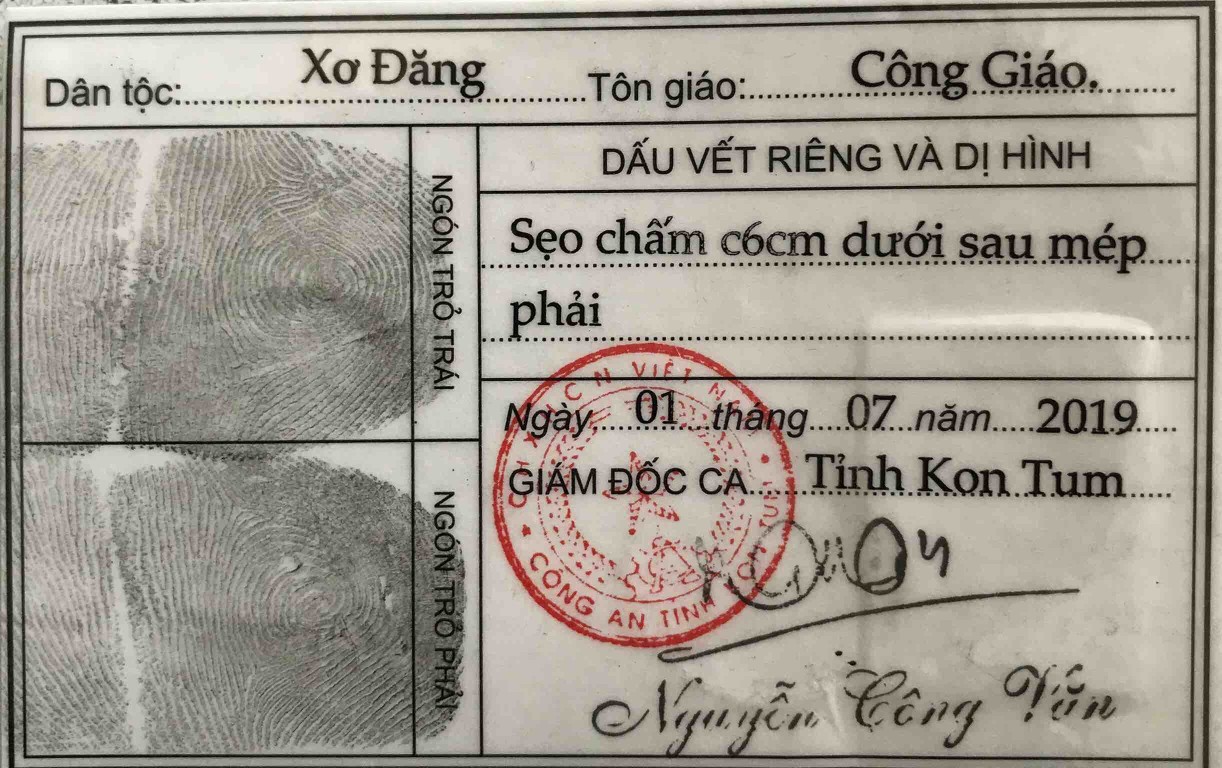 Dân tộc: Xơ Đăng Tôn giáo: Công Giáo.
NGÓN TRỎ TRÁI
DẤU VẾT RIÊNG VÀ DỊ HÌNH
Sẹo chấm c6cm dưới sau mép
phải
Ngày 01 tháng 07 năm 2019
GIÁM ĐỐC CA Tỉnh Kon Tum
CÔNG AN TỈNH
NGÓN TRỎ PHẢI
Nguyễn Công Văn